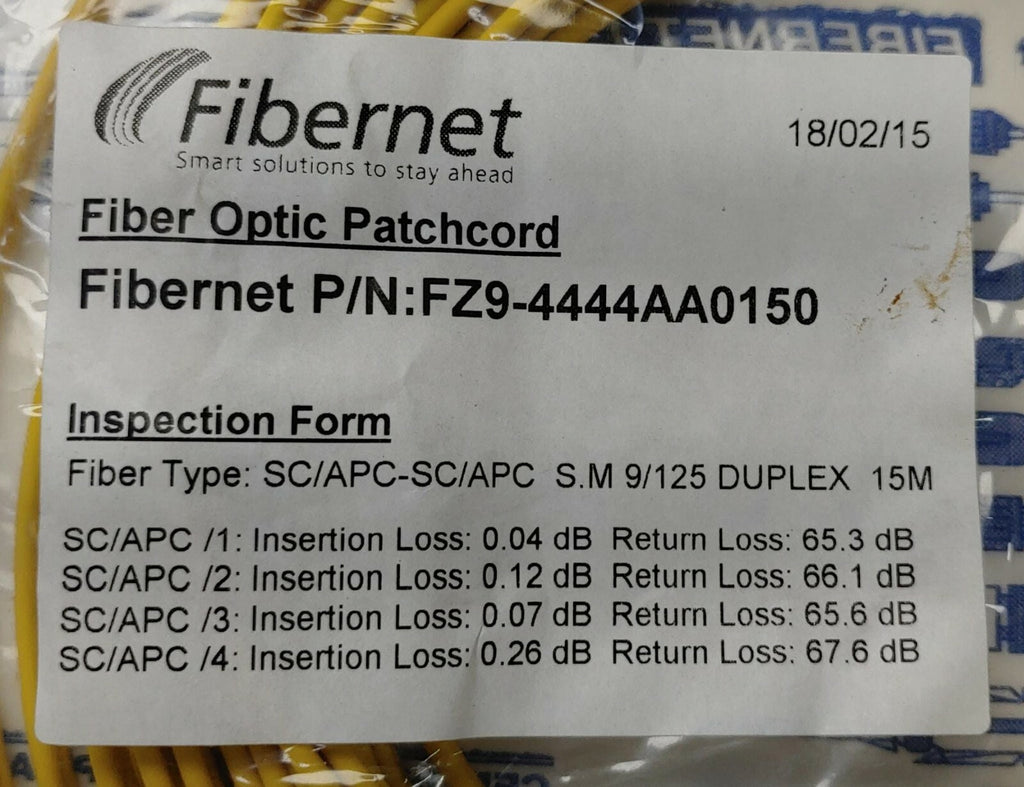 Fibernet
Smart solutions to stay ahead
18/02/15
Fiber Optic Patchcord
Fibernet P/N:FZ9-4444AA0150
Inspection Form
Fiber Type: SC/APC-SC/APC S.M 9/125 DUPLEX 15M
SC/APC /1: Insertion Loss: 0.04 dB Return Loss: 65.3 dB
SC/APC /2: Insertion Loss: 0.12 dB Return Loss: 66.1 dB
SC/APC /3: Insertion Loss: 0.07 dB Return Loss: 65.6 dB
SC/APC /4: Insertion Loss: 0.26 dB Return Loss: 67.6 dB
FIBERNET